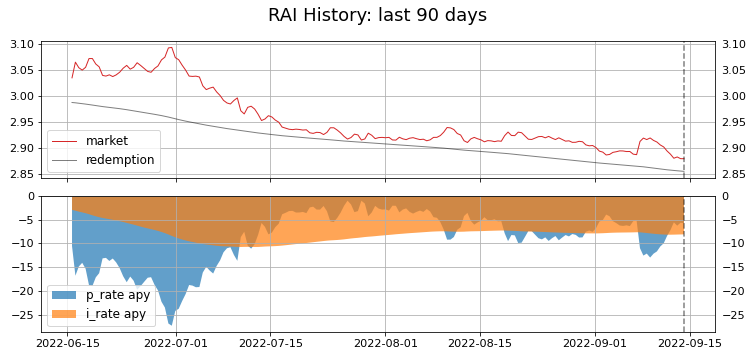 RAI History: last 90 days
3.10 3.10
3.05 3.05
3.00 3.00
2.95 2.95
2.90 2.90
2.85 2.85
market
redemption
0 0
−5 −5
−10 −10
−15 −15
−20 −20
−25 −25
p_rate apy
i_rate apy
2022-06-15 2022-07-01 2022-07-15 2022-08-01 2022-08-15 2022-09-01 2022-09-15